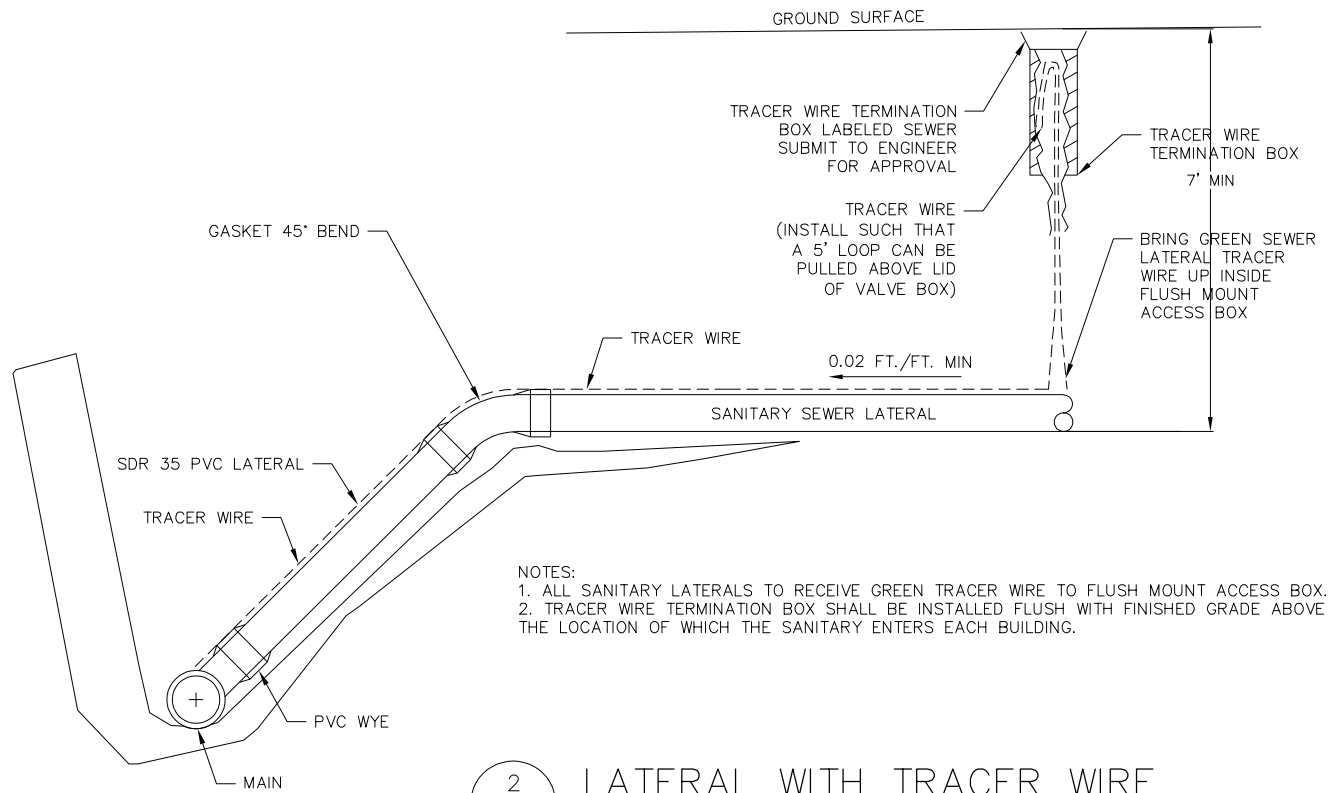 GROUND SURFACE
TRACER WIRE TERMINATION
BOX LABELED SEWER
SUBMIT TO ENGINEER
FOR APPROVAL
TRACER WIRE
TERMINATION BOX
7' MIN
TRACER WIRE
(INSTALL SUCH THAT
A 5' LOOP CAN BE
PULLED ABOVE LID
OF VALVE BOX)
GASKET 45° BEND
BRING GREEN SEWER
LATERAL TRACER
WIRE UP INSIDE
FLUSH MOUNT
ACCESS BOX
TRACER WIRE
0.02 FT./FT. MIN
SANITARY SEWER LATERAL
SDR 35 PVC LATERAL
TRACER WIRE
NOTES:
1. ALL SANITARY LATERALS TO RECEIVE GREEN TRACER WIRE TO FLUSH MOUNT ACCESS BOX.
2. TRACER WIRE TERMINATION BOX SHALL BE INSTALLED FLUSH WITH FINISHED GRADE ABOVE
THE LOCATION OF WHICH THE SANITARY ENTERS EACH BUILDING.
PVC WYE
MAIN
2
LATERAL WITH TRACER WIRE